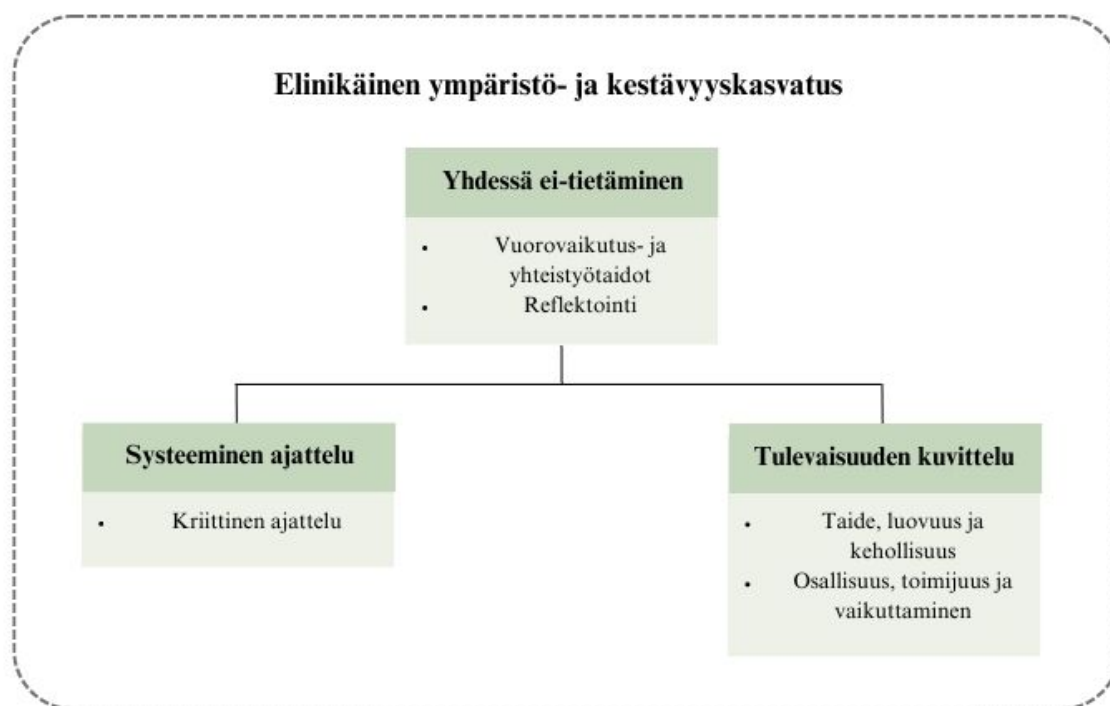 Elinikäinen ympäristö- ja kestävyyskasvatus
Yhdessä ei-tietäminen
• Vuorovaikutus- ja
yhteistyötaidot
• Reflektointi
Systeeminen ajattelu
• Kriittinen ajattelu
Tulevaisuuden kuvittelu
• Taide, luovuus ja
kehollisuus
• Osallisuus, toimijuus ja
vaikuttaminen